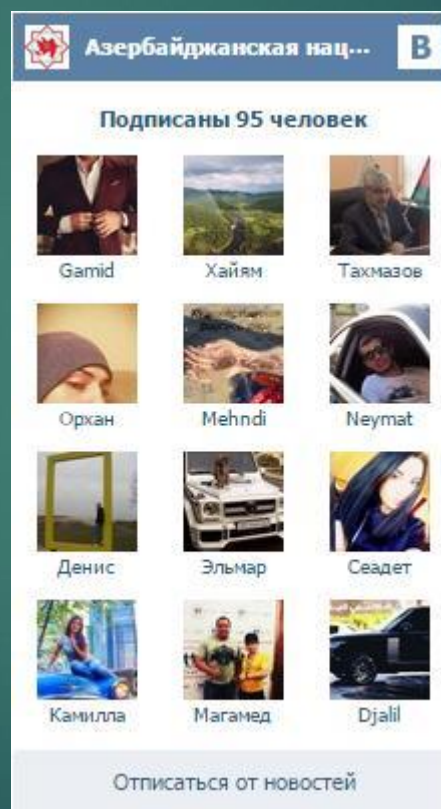 Азербайджанская нац...
B
Подписаны 95 человек
Gamid
Хайям
Тахмазов
Орхан
Mehndi
Neymat
Денис
Эльмар
Сеадет
Камилла
Магамед
Djalil
Отписаться от новостей